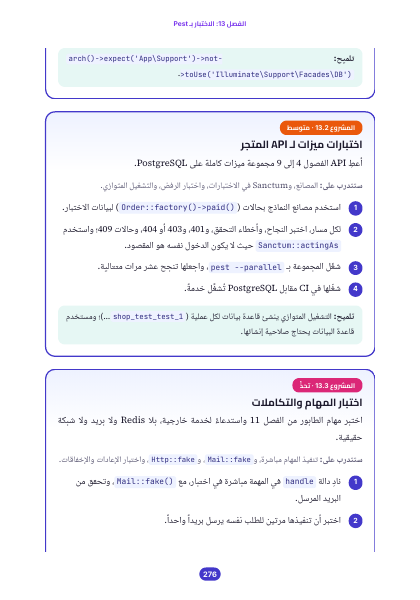 الفصل 13: الاختبار بـ Pest
تلميح: arch()->expect('App\Support')->not-
>toUse('Illuminate\Support\Facades\DB')
المشروع 13.2 · متوسط
اختبارات ميزات لـ API المتجر
أعطِ API الفصول 4 إلى 9 مجموعة ميزات كاملة على PostgreSQL.
ستتدرب على: المصانع، وSanctum في الاختبارات، واختبار الرفض، والتشغيل المتوازي.
1 استخدم مصانع النماذج بحالات (Order::factory()->paid()) لبيانات الاختبار.
2 لكل مسار، اختبر النجاح، وأخطاء التحقق، و401، و403 أو 404، وحالات 409؛ واستخدم
Sanctum::actingAs حيث لا يكون الدخول نفسه هو المقصود.
3 شغّل المجموعة بـ pest --parallel، واجعلها تنجح عشر مرات متتالية.
4 شغّلها في CI مقابل PostgreSQL تُشغَّل خدمةً.
تلميح: التشغيل المتوازي ينشئ قاعدة بيانات لكل عملية (shop_test_test_1 ...)؛ ومستخدم
قاعدة البيانات يحتاج صلاحية إنشائها.
المشروع 13.3 · تحدٍّ
اختبار المهام والتكاملات
اختبر مهام الطابور من الفصل 11 واستدعاءً لخدمة خارجية، بلا Redis ولا بريد ولا شبكة
حقيقية.
ستتدرب على: تنفيذ المهام مباشرة، وMail::fake، وHttp::fake، واختبار الإعادات والإخفاقات.
1 نادِ دالة handle في المهمة مباشرة في اختبار، مع Mail::fake()، وتحقق من
البريد المرسل.
2 اختبر أن تنفيذها مرتين للطلب نفسه يرسل بريداً واحداً.
276